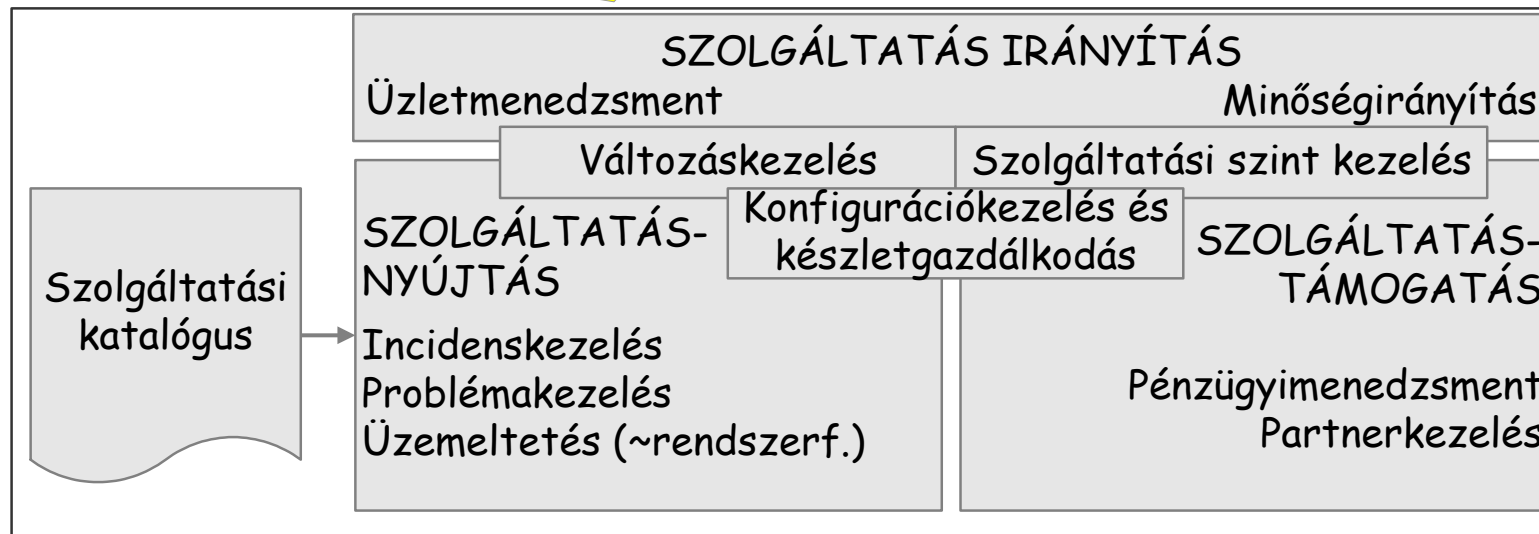 SZOLGÁLTATÁS IRÁNYÍTÁS
Üzletmenedzsment
Minőségirányítás
Változáskezelés
Szolgáltatási szint kezelés
Konfigurációkezelés és
készletgazdálkodás
Szolgáltatási
katalógus
SZOLGÁLTATÁS-
NYÚJTÁS
Incidenskezelés
Problémakezelés
Üzemeltetés (~rendszerf.)
SZOLGÁLTATÁS-
TÁMOGATÁS
Pénzügyimenedzsment
Partnerkezelés